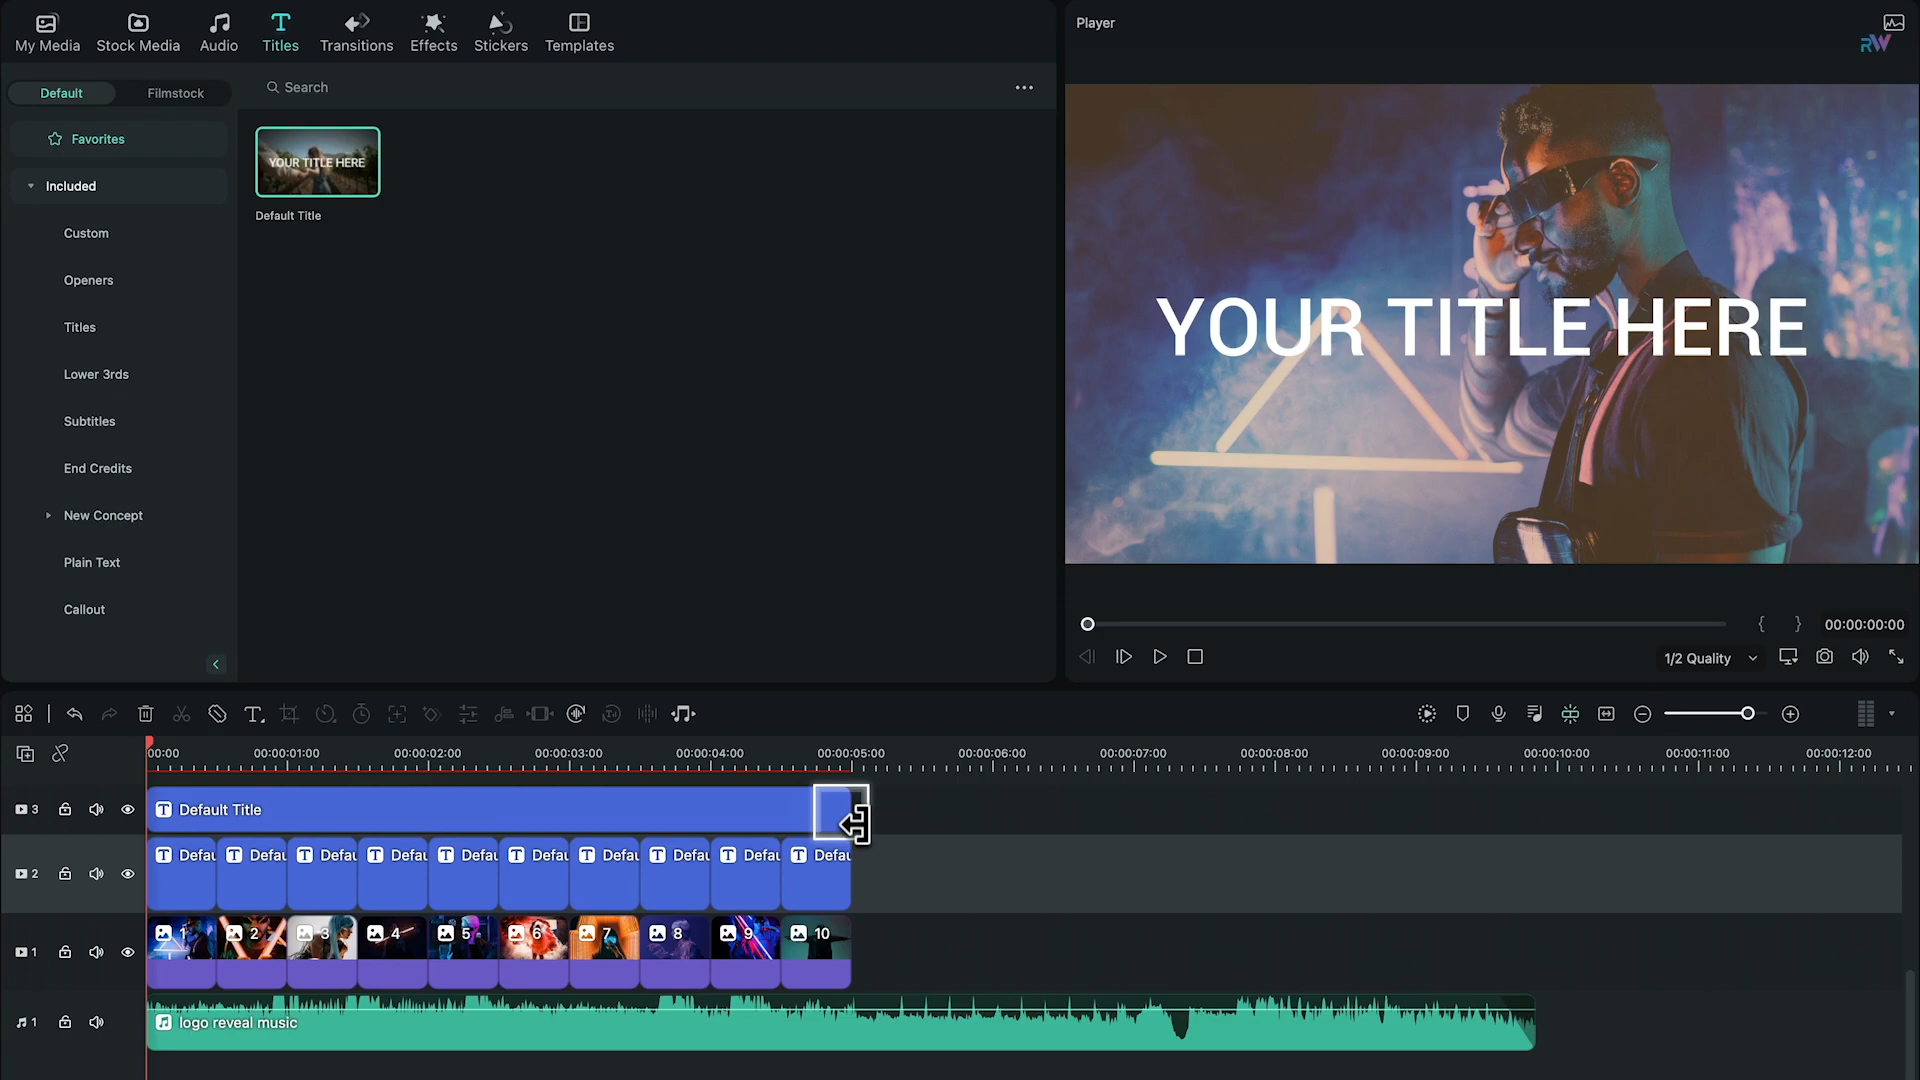 My Media
Stock Media
Audio
Titles
Transitions
Effects
Stickers
Templates
Player
RW
Default
Filmstock
Search
Favorites
YOUR TITLE HERE
Default Title
Included
Custom
Openers
Titles
Lower 3rds
Subtitles
End Credits
New Concept
Plain Text
Callout
YOUR TITLE HERE
{ } 00:00:00:00
1/2 Quality
00:00 00:00:01:00 00:00:02:00 00:00:03:00 00:00:04:00 00:00:05:00 00:00:06:00 00:00:07:00 00:00:08:00 00:00:09:00 00:00:10:00 00:00:11:00 00:00:12:00
3 T Default Title
2 T Defau T Defau T Defau T Defau T Defau T Defau T Defau T Defau T Defau T Defau
1 1 2 3 4 5 6 7 8 9 10
1 logo reveal music